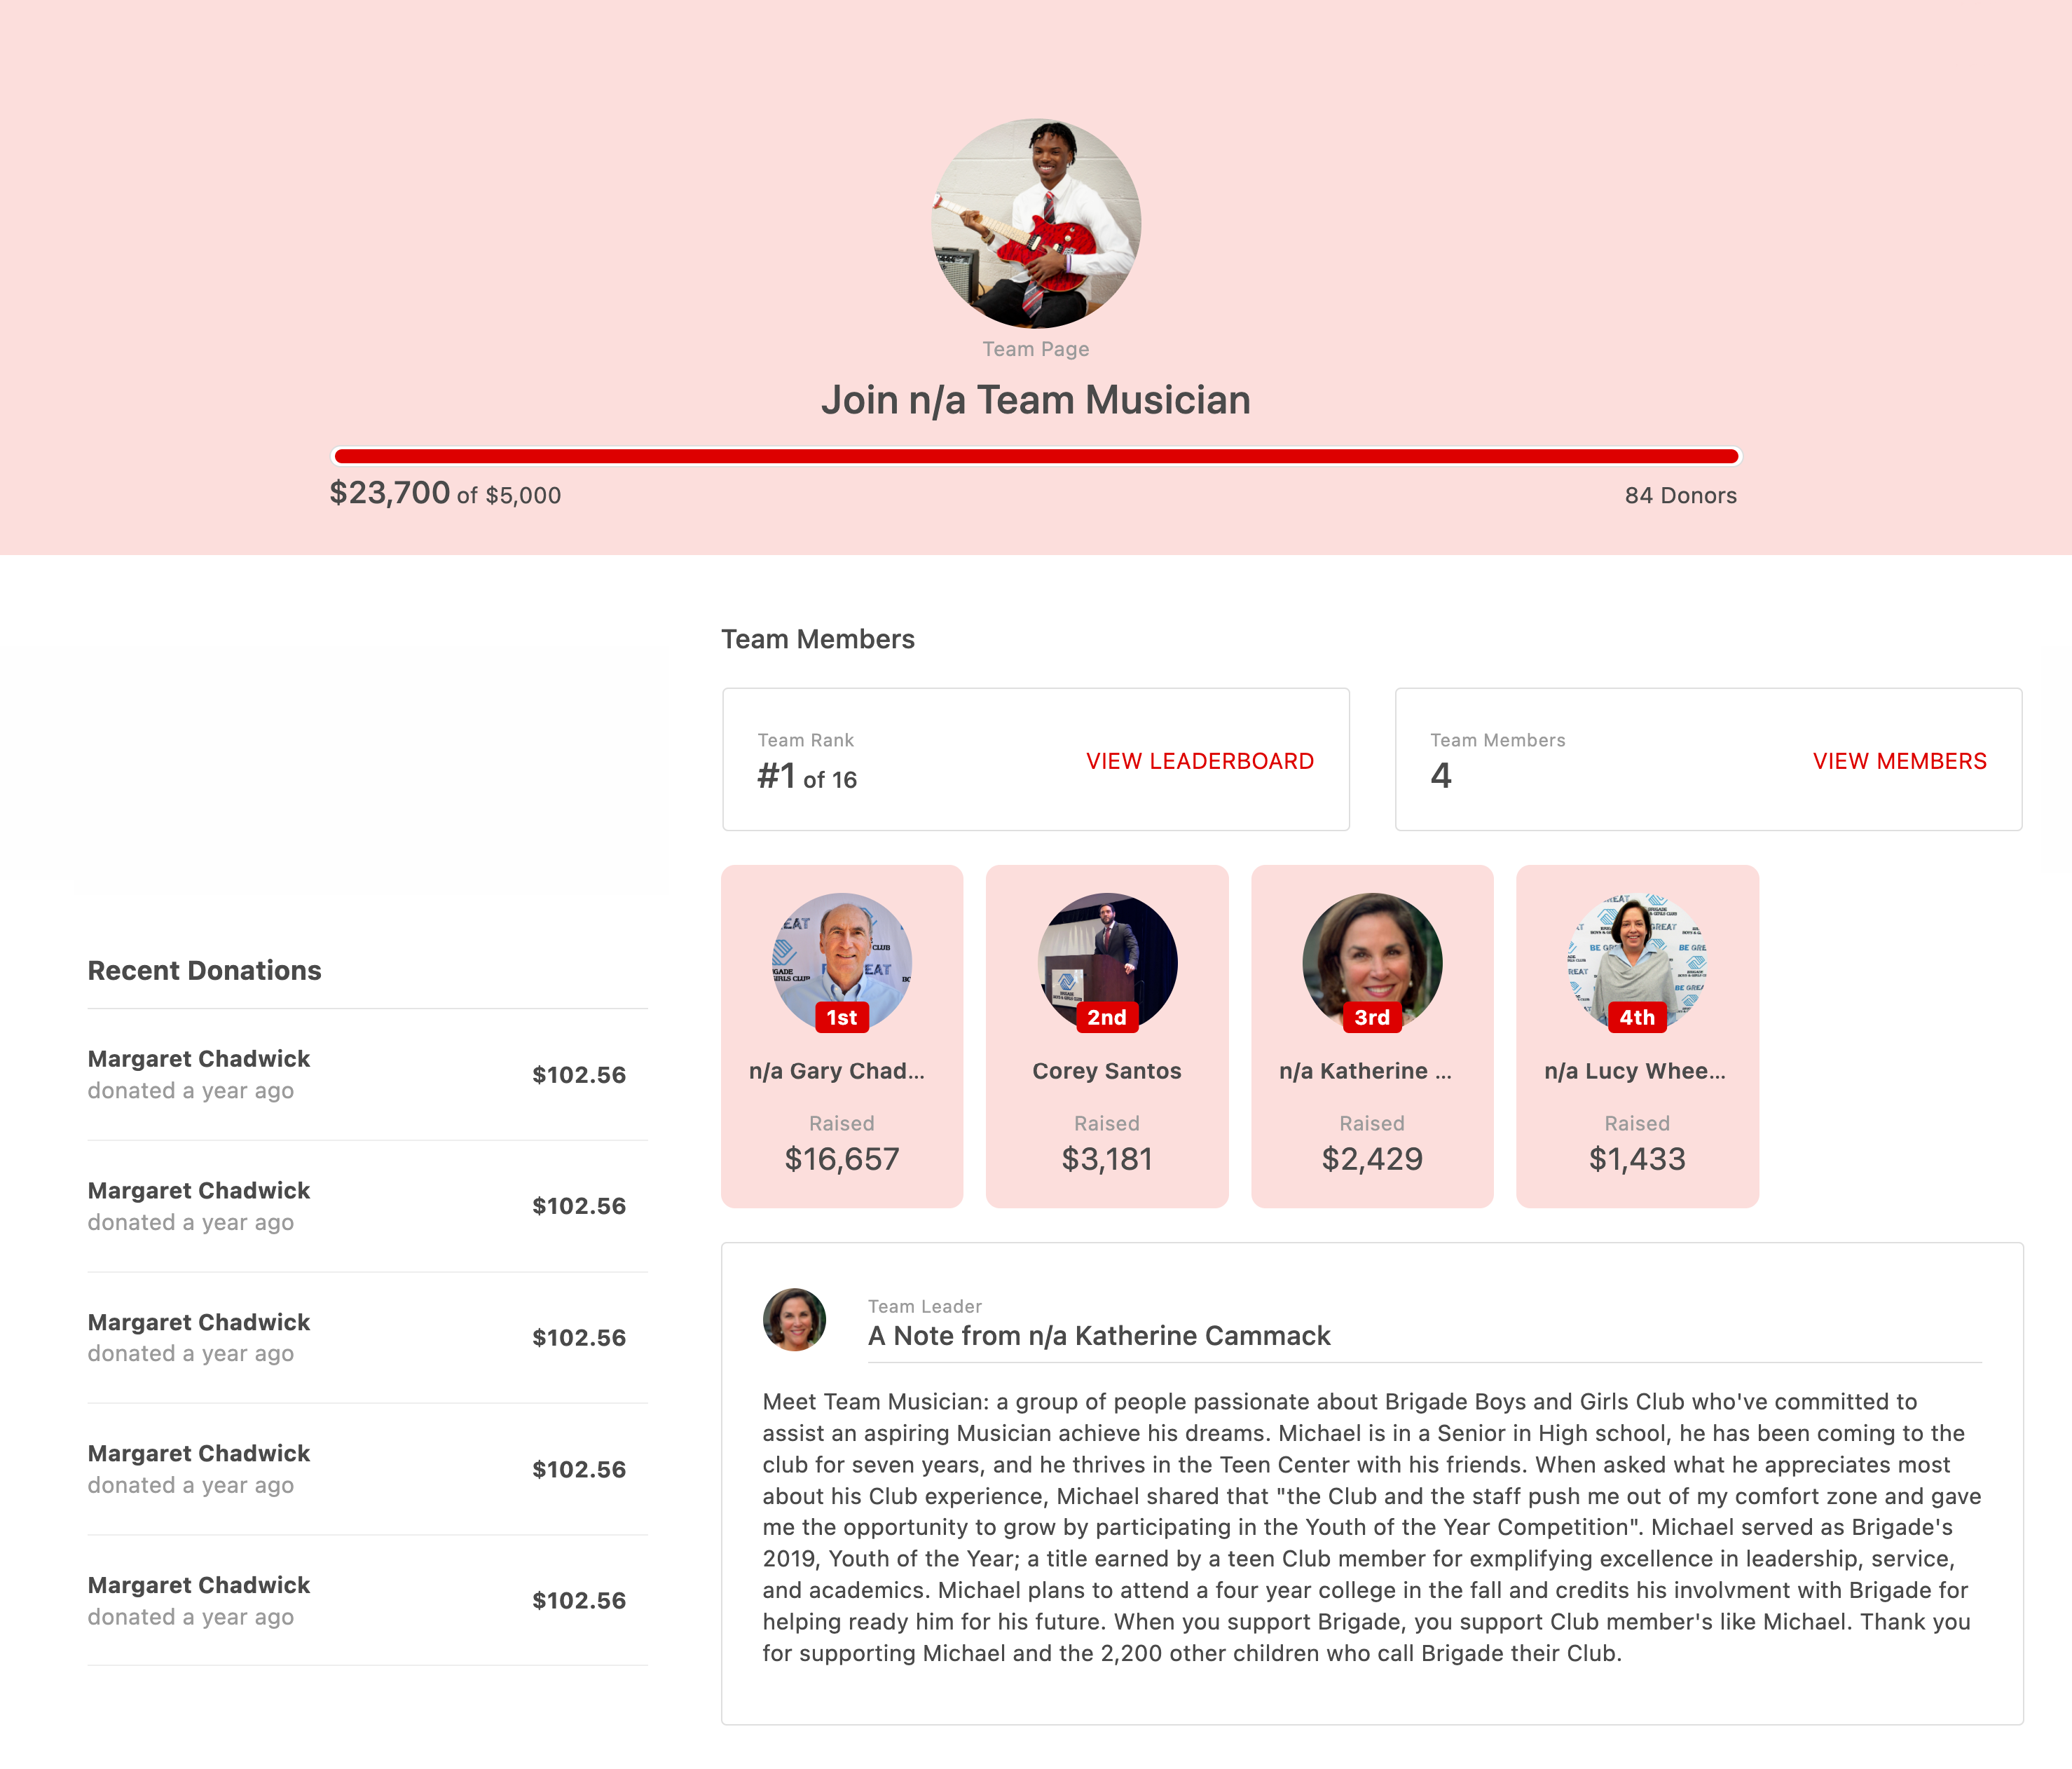 Team Page
Join n/a Team Musician
$23,700 of $5,000
84 Donors
Team Members
Team Rank
#1 of 16
VIEW LEADERBOARD
Team Members
4
VIEW MEMBERS
1st
n/a Gary Chad...
Raised
$16,657
2nd
Corey Santos
Raised
$3,181
3rd
n/a Katherine ...
Raised
$2,429
4th
n/a Lucy Whee...
Raised
$1,433
Recent Donations
Margaret Chadwick
donated a year ago
$102.56
Margaret Chadwick
donated a year ago
$102.56
Margaret Chadwick
donated a year ago
$102.56
Margaret Chadwick
donated a year ago
$102.56
Margaret Chadwick
donated a year ago
$102.56
Team Leader
A Note from n/a Katherine Cammack
Meet Team Musician: a group of people passionate about Brigade Boys and Girls Club who've committed to
assist an aspiring Musician achieve his dreams. Michael is in a Senior in High school, he has been coming to the
club for seven years, and he thrives in the Teen Center with his friends. When asked what he appreciates most
about his Club experience, Michael shared that "the Club and the staff push me out of my comfort zone and gave
me the opportunity to grow by participating in the Youth of the Year Competition". Michael served as Brigade's
2019, Youth of the Year; a title earned by a teen Club member for exmplifying excellence in leadership, service,
and academics. Michael plans to attend a four year college in the fall and credits his involvment with Brigade for
helping ready him for his future. When you support Brigade, you support Club member's like Michael. Thank you
for supporting Michael and the 2,200 other children who call Brigade their Club.